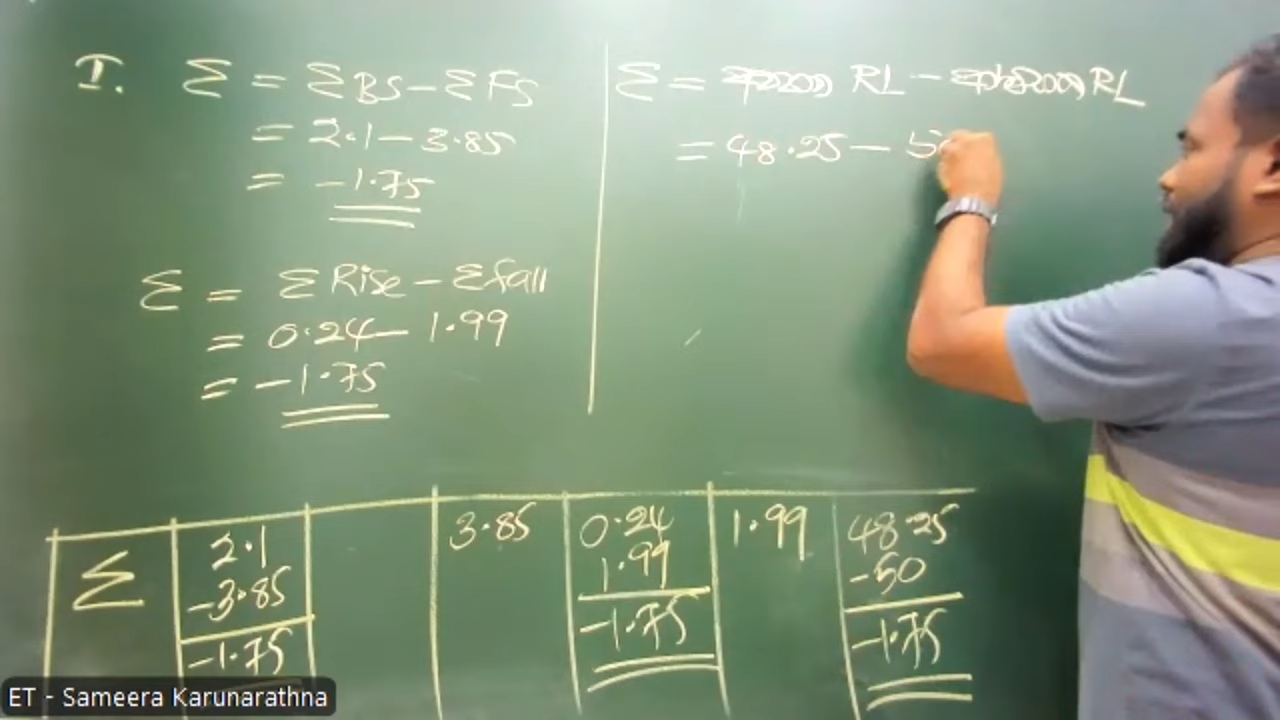 I. Σ = ΣBS - ΣFS
= 2.1 - 3.85
= -1.75
Σ = ΣRise - Σfall
= 0.24 - 1.99
= -1.75
Σ = RL - RL
= 48.25 - 50
Σ
2.1
-3.85
-1.75
3.85
0.24
1.99
-1.75
1.99
48.25
-50
-1.75
ET - Sameera Karunarathna